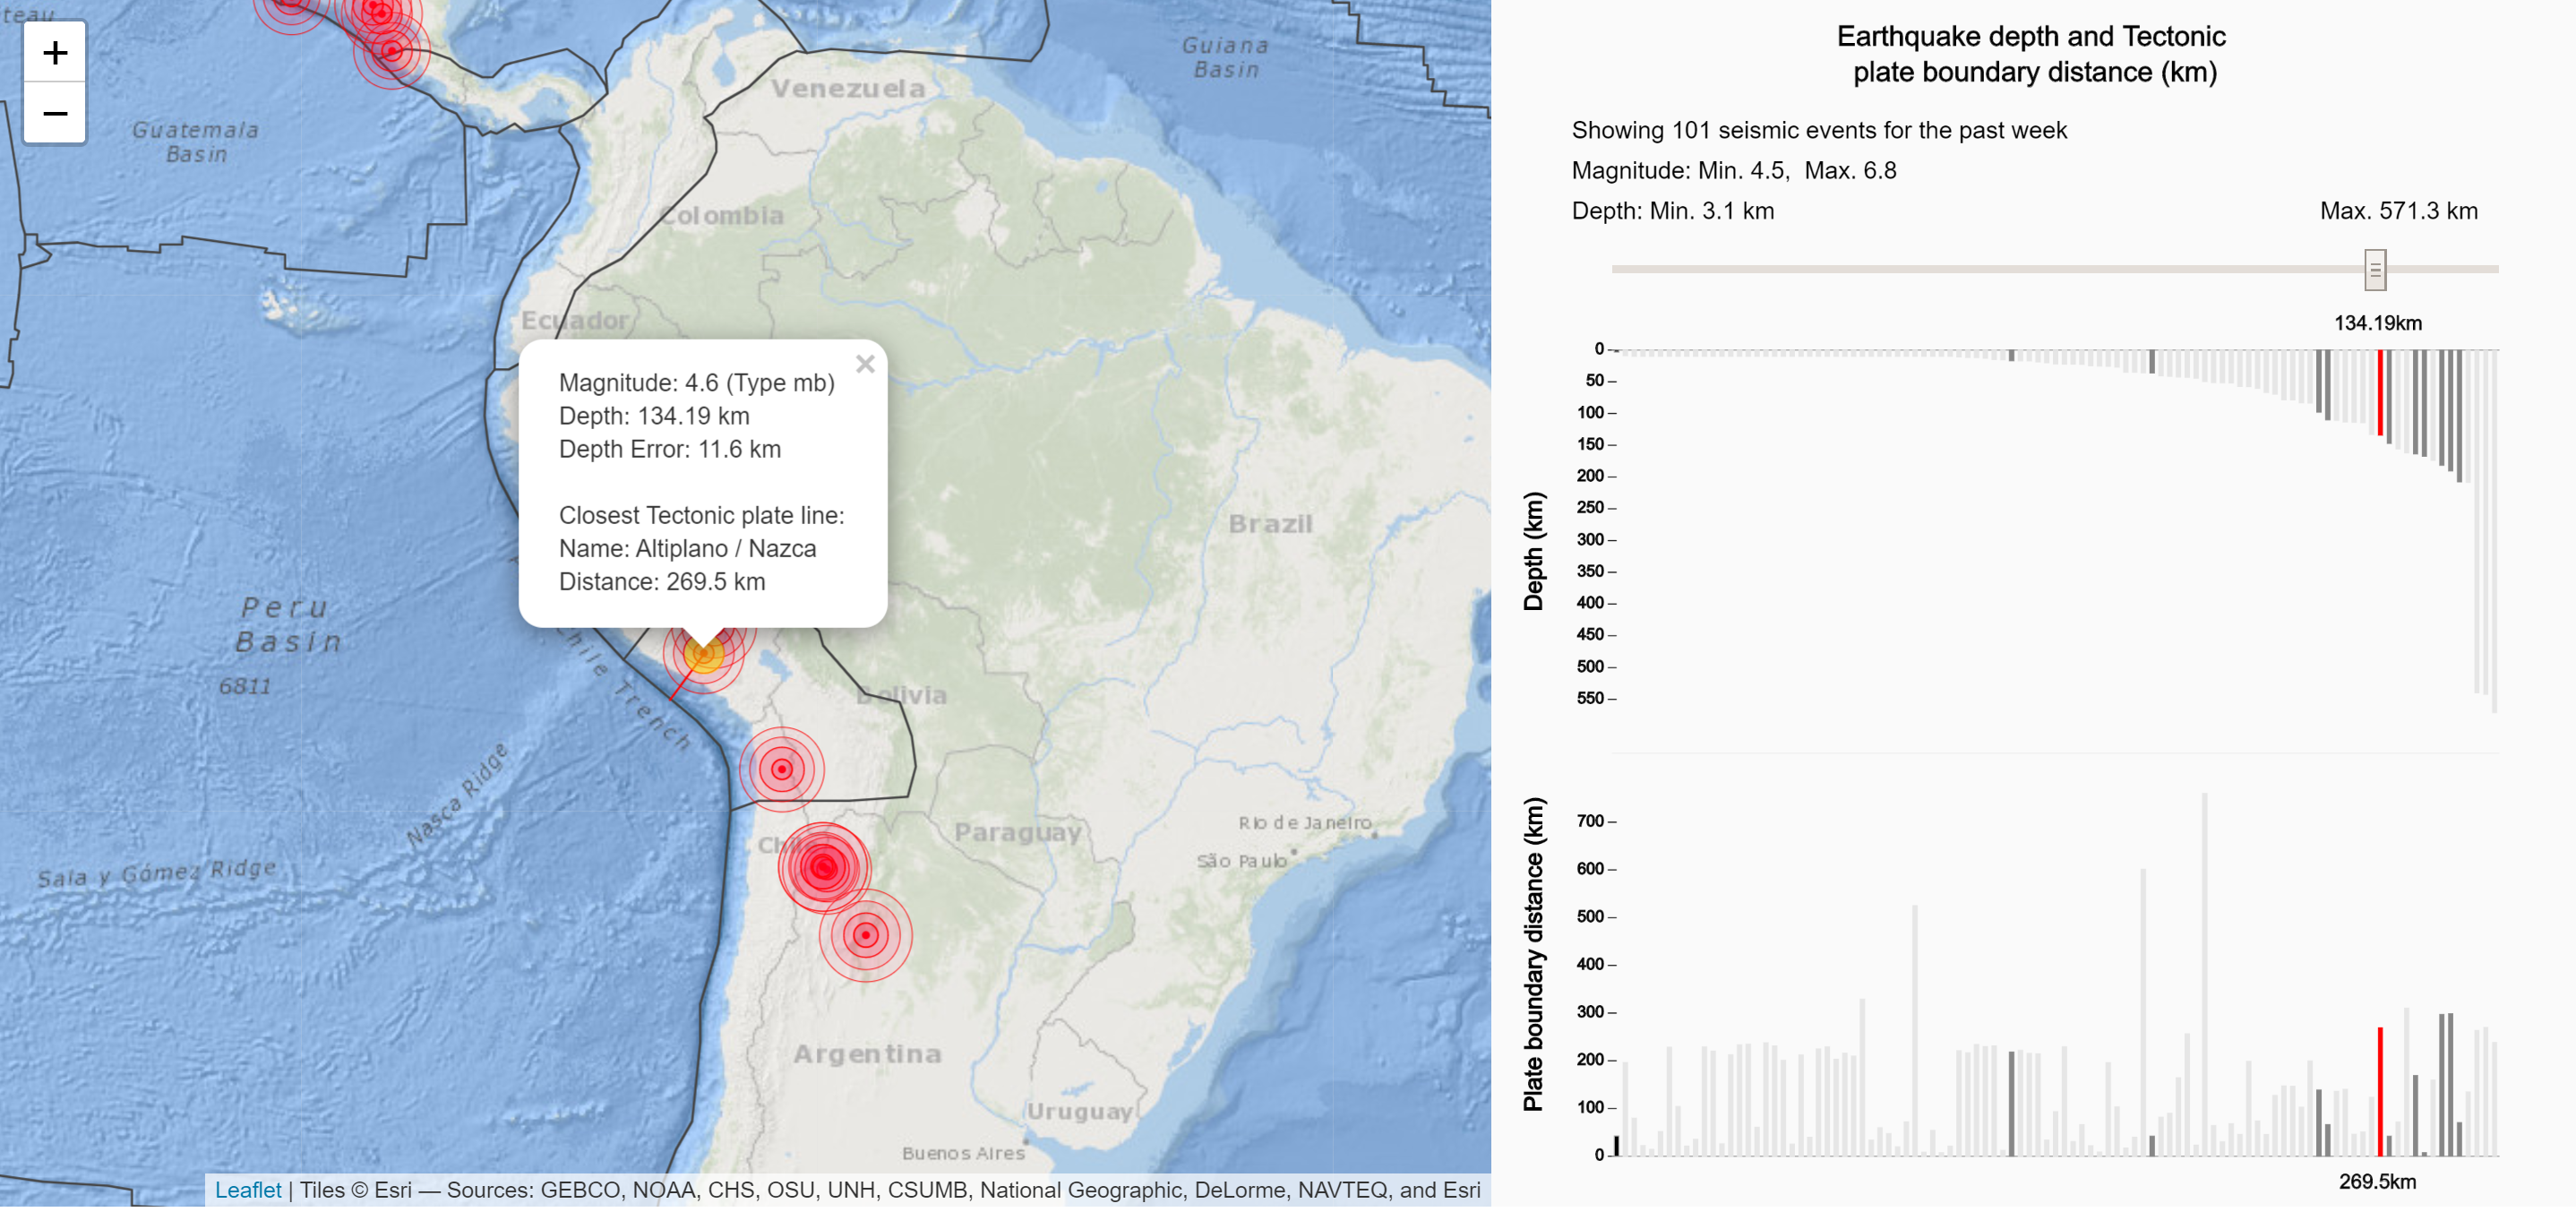 teau
+
−
Guatemala
Basin
Guiana
Basin
Venezuela
Colombia
Ecuador
Magnitude: 4.6 (Type mb)
×
Depth: 134.19 km
Depth Error: 11.6 km
Closest Tectonic plate line:
Name: Altiplano / Nazca
Distance: 269.5 km
Brazil
Peru
Basin
6811
Chile Trench
Bolivia
Nasca Ridge
Sala y Gómez Ridge
Chile
Paraguay
Rio de Janeiro
São Paulo
Argentina
Uruguay
Buenos Aires
Leaflet | Tiles © Esri — Sources: GEBCO, NOAA, CHS, OSU, UNH, CSUMB, National Geographic, DeLorme, NAVTEQ, and Esri
Earthquake depth and Tectonic
plate boundary distance (km)
Showing 101 seismic events for the past week
Magnitude: Min. 4.5, Max. 6.8
Depth: Min. 3.1 km
Max. 571.3 km
134.19km
Depth (km)
0
50
100
150
200
250
300
350
400
450
500
550
Plate boundary distance (km)
700
600
500
400
300
200
100
0
269.5km